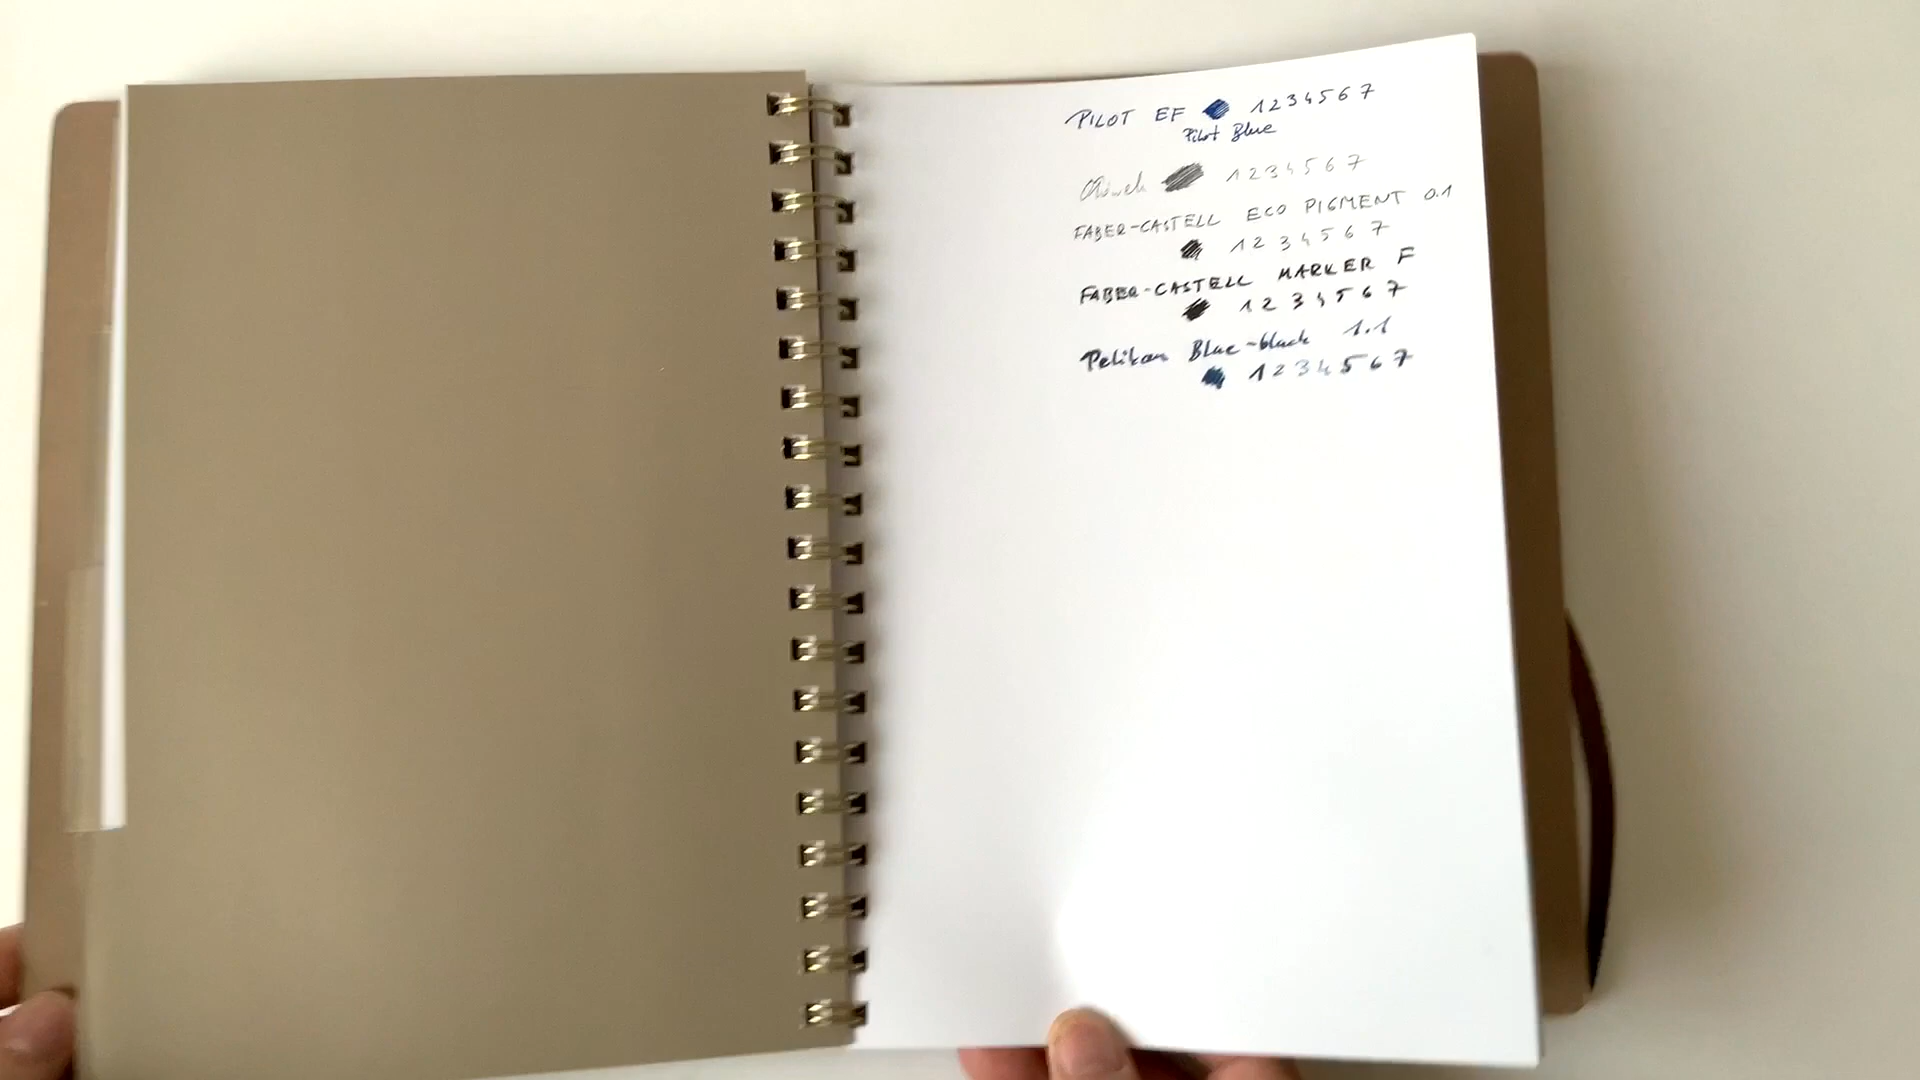 PILOT EF 1234567
Pilot Blue
1234567
FABER-CASTELL ECO PIGMENT 0.1
1234567
FABER-CASTELL MARKER F
1234567
Pelikan Blue-black 1.1
1234567